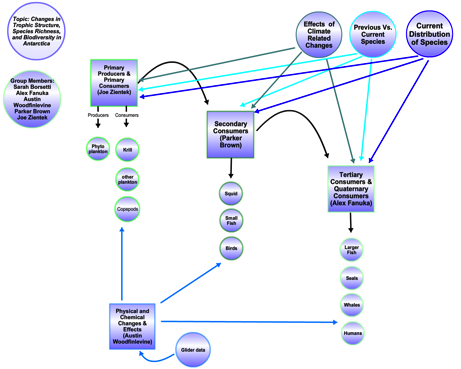 Topic: Changes in
Trophic Structure,
Species Richness,
and Biodiversity in
Antarctica
Effects of
Climate
Related
Changes
Previous Vs.
Current
Species
Current
Distribution
of Species
Group Members:
Sarah Borsetti
Alex Fanuka
Austin
Woodfinlevine
Parker Brown
Joe Zientek
Primary
Producers &
Primary
Consumers
(Joe Zientek)
Producers
Consumers
Phyto
plankton
Krill
other
plankton
Copepods
Secondary
Consumers
(Parker
Brown)
Squid
Small
Fish
Birds
Tertiary
Consumers &
Quaternary
Consumers
(Alex Fanuka)
Larger
Fish
Seals
Whales
Humans
Physical and
Chemical
Changes &
Effects
(Austin
Woodfinlevine)
Glider data